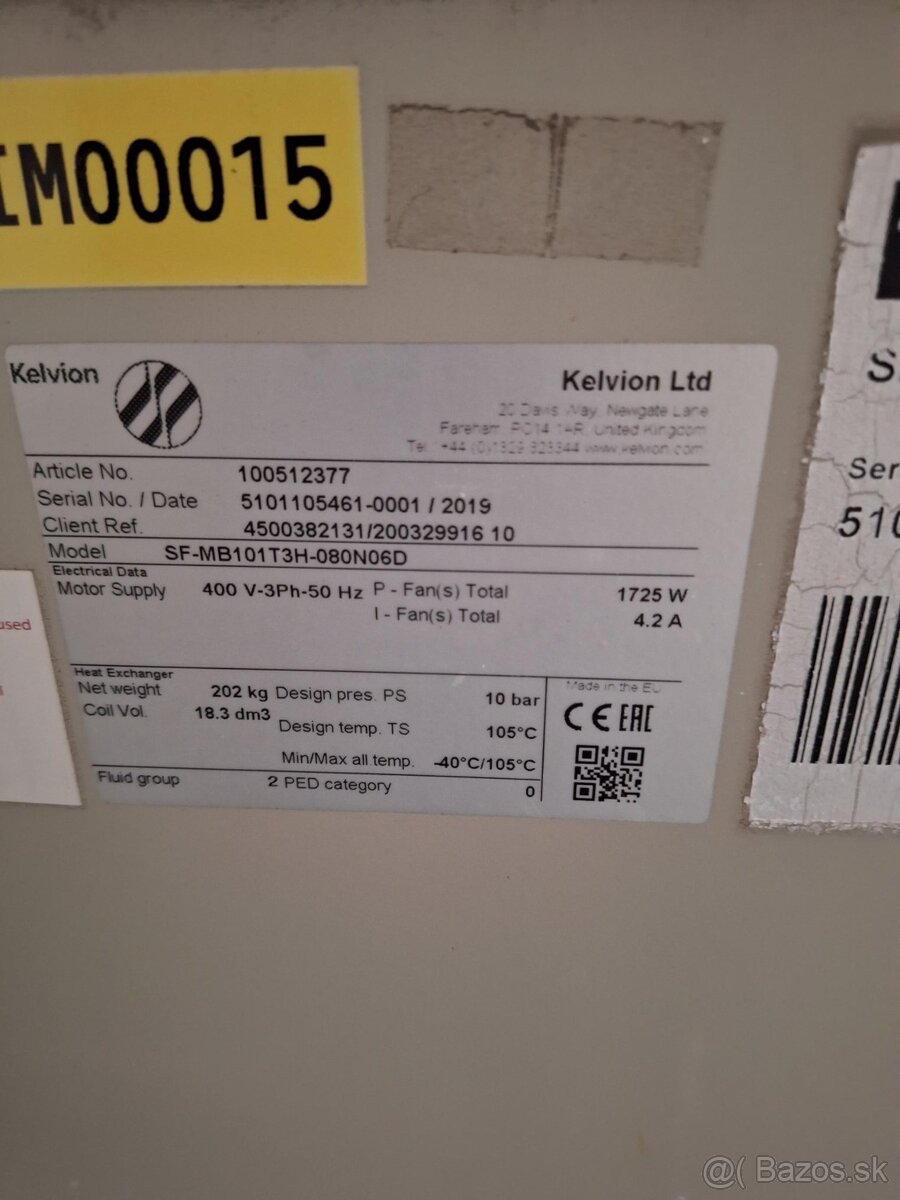 IM00015
Kelvion
Kelvion Ltd
20 Davis Way, Newgate Lane
Fareham, PO14 1AR, United Kingdom
Tel. +44 (0)1329 823344 www.kelvion.com
Article No. 100512377
Serial No. / Date 5101105461-0001 / 2019
Client Ref. 4500382131/200329916 10
Model SF-MB101T3H-080N06D
Electrical Data
Motor Supply 400 V-3Ph-50 Hz P - Fan(s) Total 1725 W
I - Fan(s) Total 4.2 A
Heat Exchanger
Net weight 202 kg Design pres. PS 10 bar
Made in the EU
Coil Vol. 18.3 dm3
Design temp. TS 105°C
CE EAC
Min/Max all temp. -40°C/105°C
Fluid group 2 PED category 0
used
S
Ser
510
@( Bazos.sk